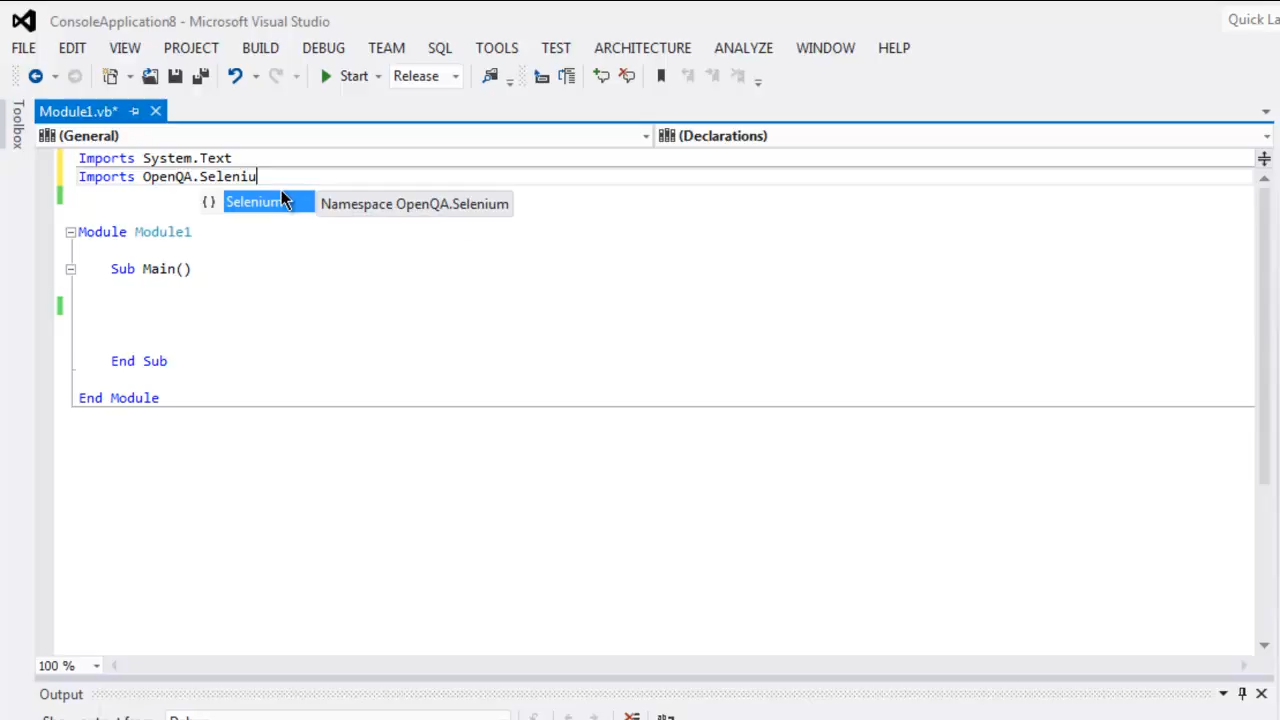 ConsoleApplication8 - Microsoft Visual Studio
Quick La
FILE EDIT VIEW PROJECT BUILD DEBUG TEAM SQL TOOLS TEST ARCHITECTURE ANALYZE WINDOW HELP
Start Release
Toolbox
Module1.vb*
(General) (Declarations)
Imports System.Text
Imports OpenQA.Seleniu
{} Selenium Namespace OpenQA.Selenium
Module Module1
Sub Main()
End Sub
End Module
100 %
Output